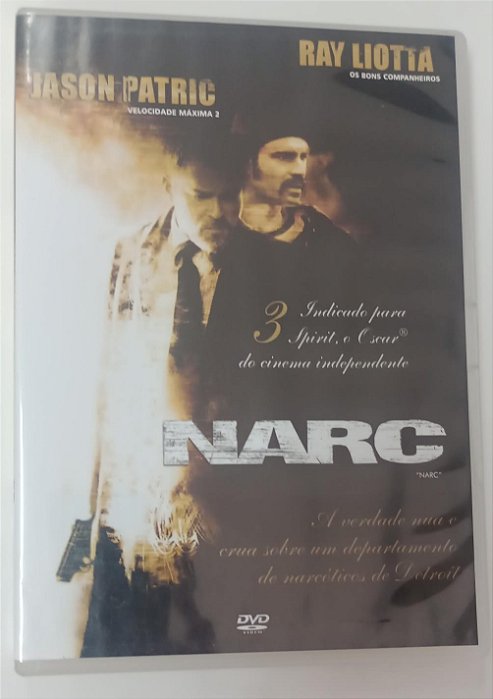 RAY LIOTTA
OS BONS COMPANHEIROS
JASON PATRIC
VELOCIDADE MÁXIMA 2
3 Indicado para
Spirit, o Oscar®
do cinema independente
NARC
"NARC"
A verdade nua e
crua sobre um departamento
de narcóticos de Detroit
DVD
VIDEO